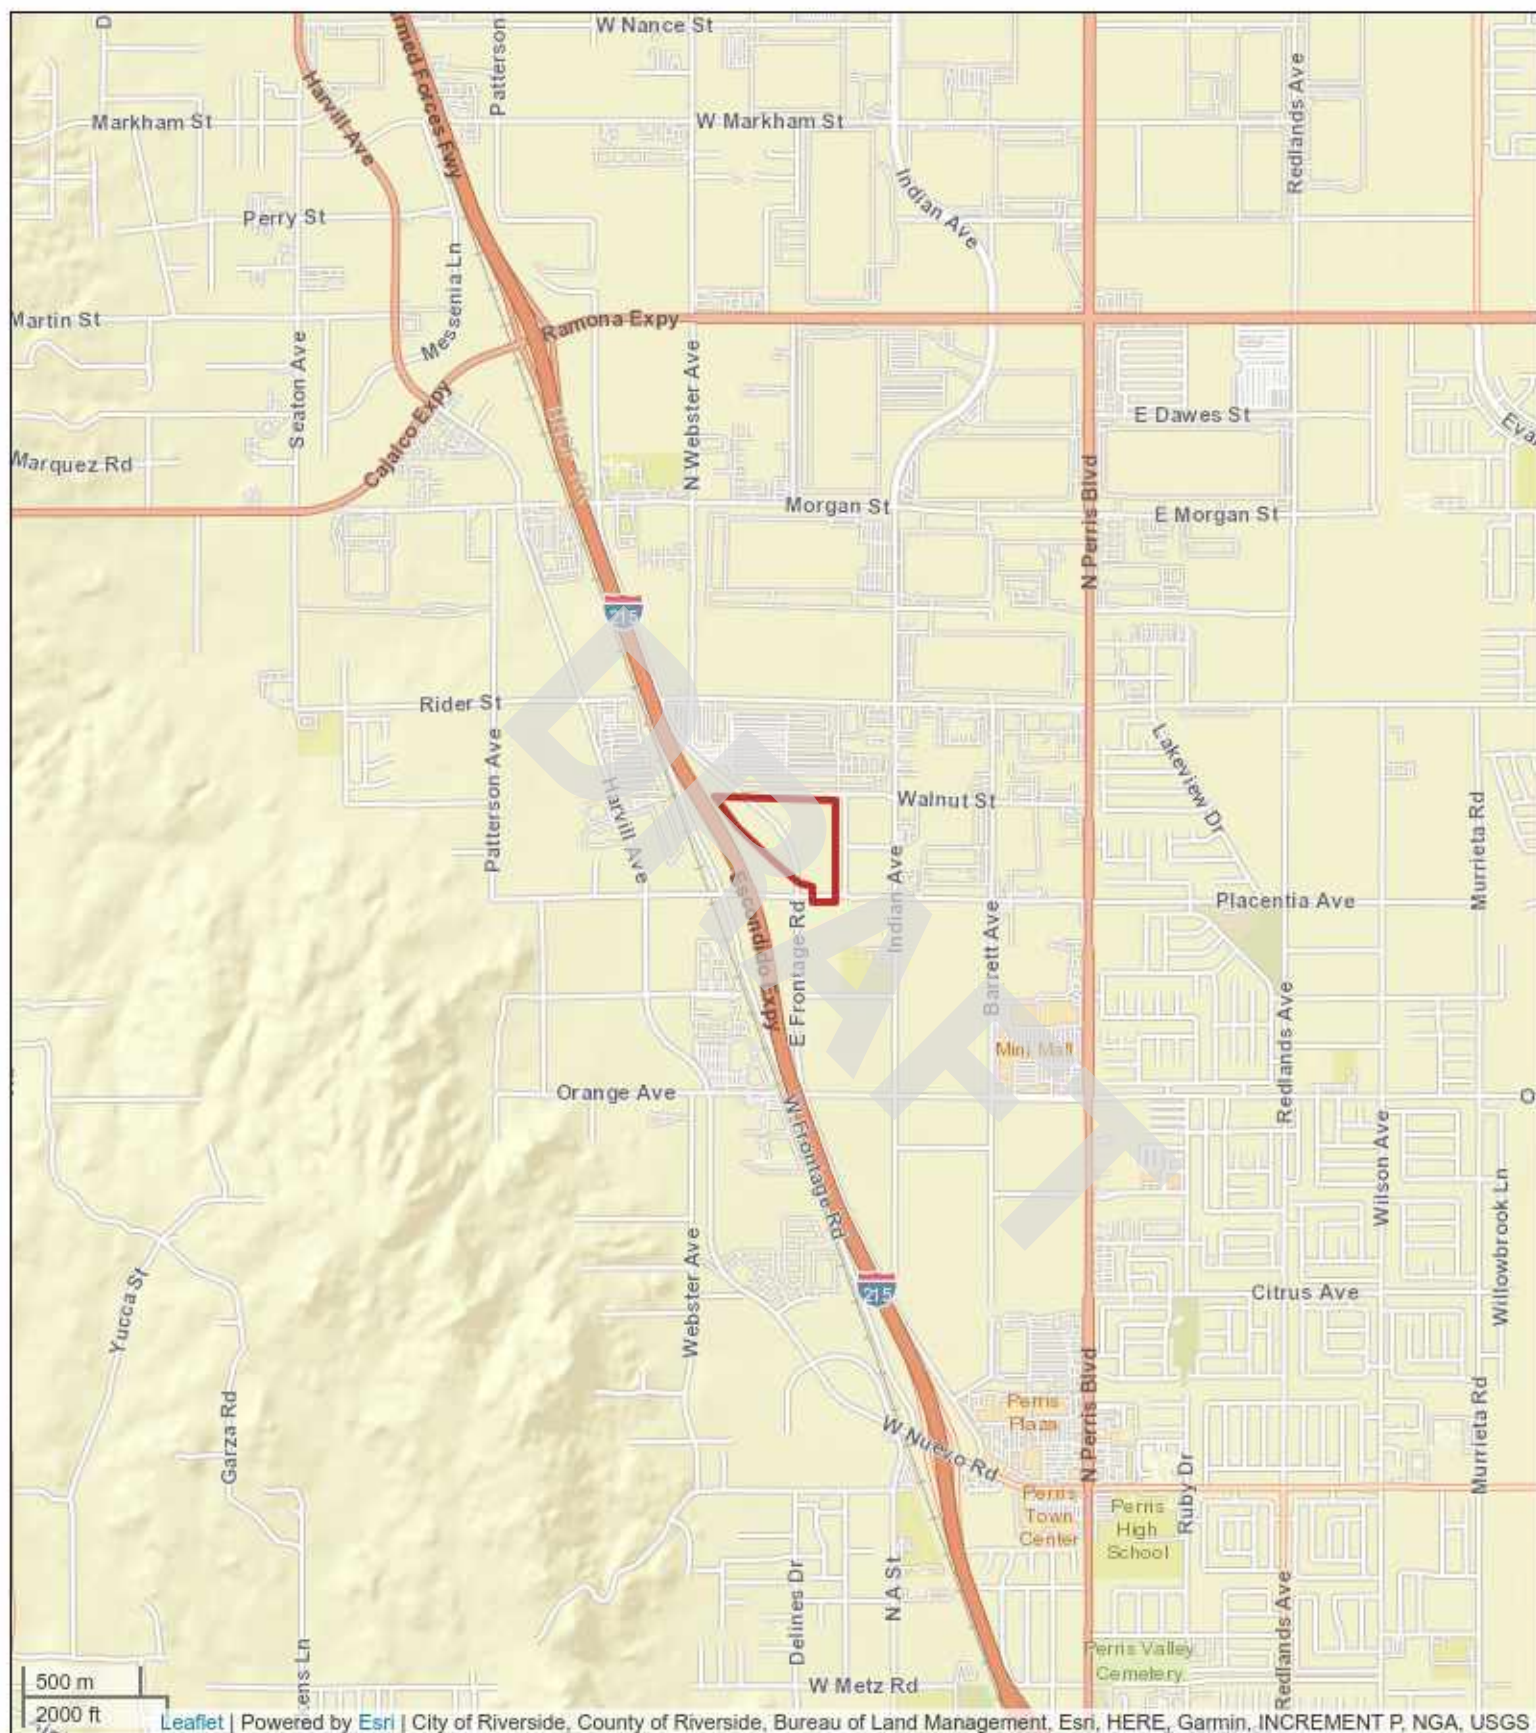 D
W Nance St
Patterson
Armed Forces Fwy
Harvill Ave
Markham St
W Markham St
Redlands Ave
Indian Ave
Perry St
Messenia Ln
Martin St
Ramona Expy
Seaton Ave
N Webster Ave
E Dawes St
Cajalco Expy
Eva
Marquez Rd
Morgan St
E Morgan St
N Perris Blvd
215
Rider St
Lakeview Dr
Patterson Ave
Harvill Ave
Walnut St
Murrieta Rd
Indian Ave
Placentia Ave
Escondido Expy
E Frontage Rd
Barrett Ave
Redlands Ave
Mini Mall
Orange Ave
O
W Frontage Rd
Wilson Ave
Willowbrook Ln
Webster Ave
Yucca St
215
Citrus Ave
Garza Rd
Perris
Plaza
N Perris Blvd
Murrieta Rd
W Nuevo Rd
Ruby Dr
Perris
Town
Center
Perris
High
School
Delines Dr
N A St
Redlands Ave
Perris Valley
Cemetery
kens Ln
W Metz Rd
500 m
2000 ft
Leaflet | Powered by Esri | City of Riverside, County of Riverside, Bureau of Land Management, Esri, HERE, Garmin, INCREMENT P, NGA, USGS
DRAFT